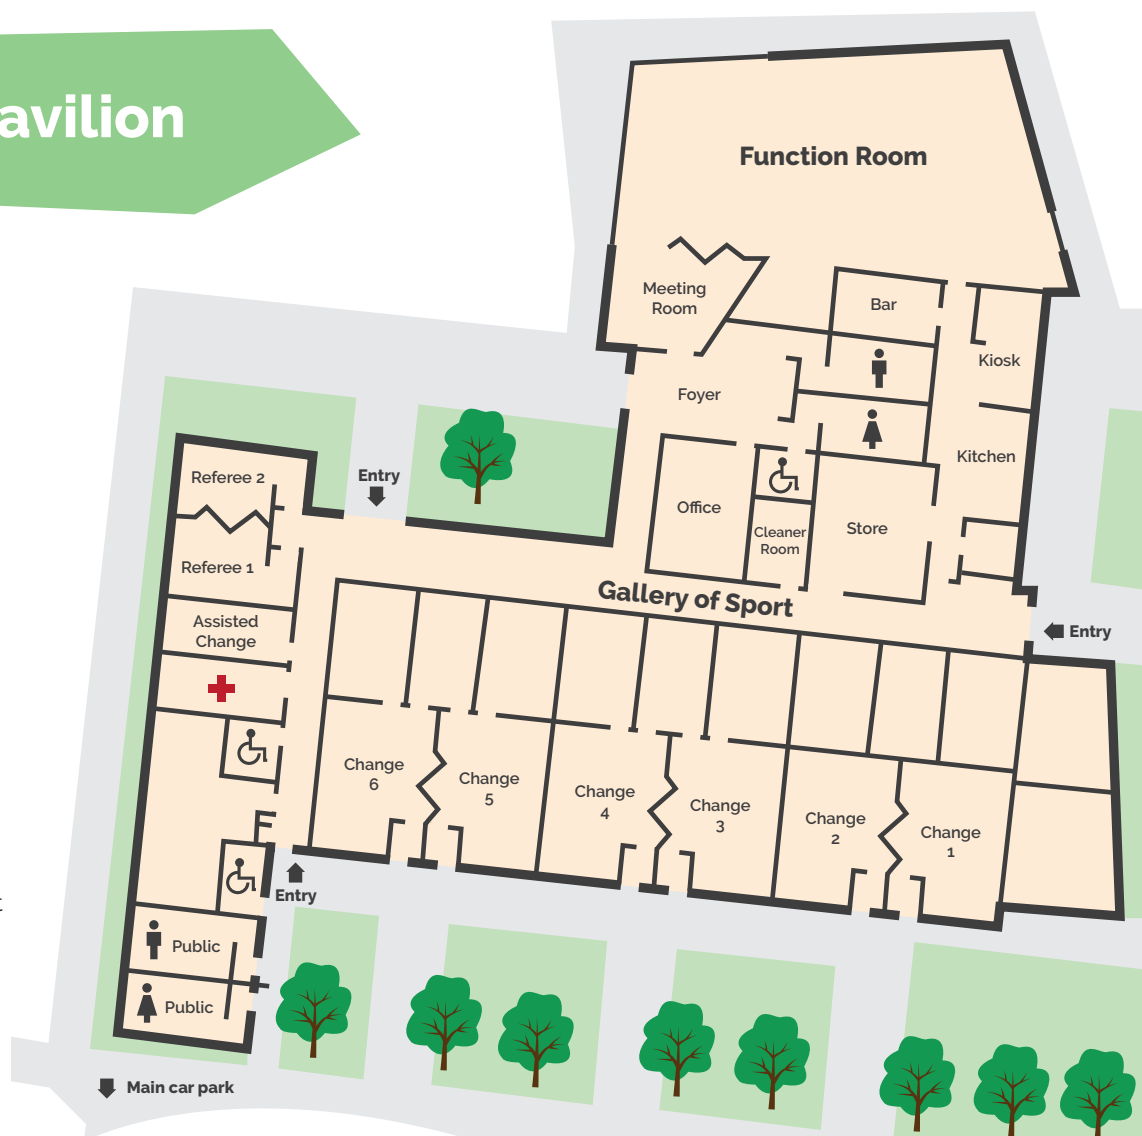 avilion
Function Room
Meeting
Room
Bar
Kiosk
Foyer
Kitchen
Referee 2
Entry
Office
Cleaner
Room
Store
Referee 1
Gallery of Sport
Assisted
Change
Entry
Change
6
Change
5
Change
4
Change
3
Change
2
Change
1
Entry
Public
Public
Main car park